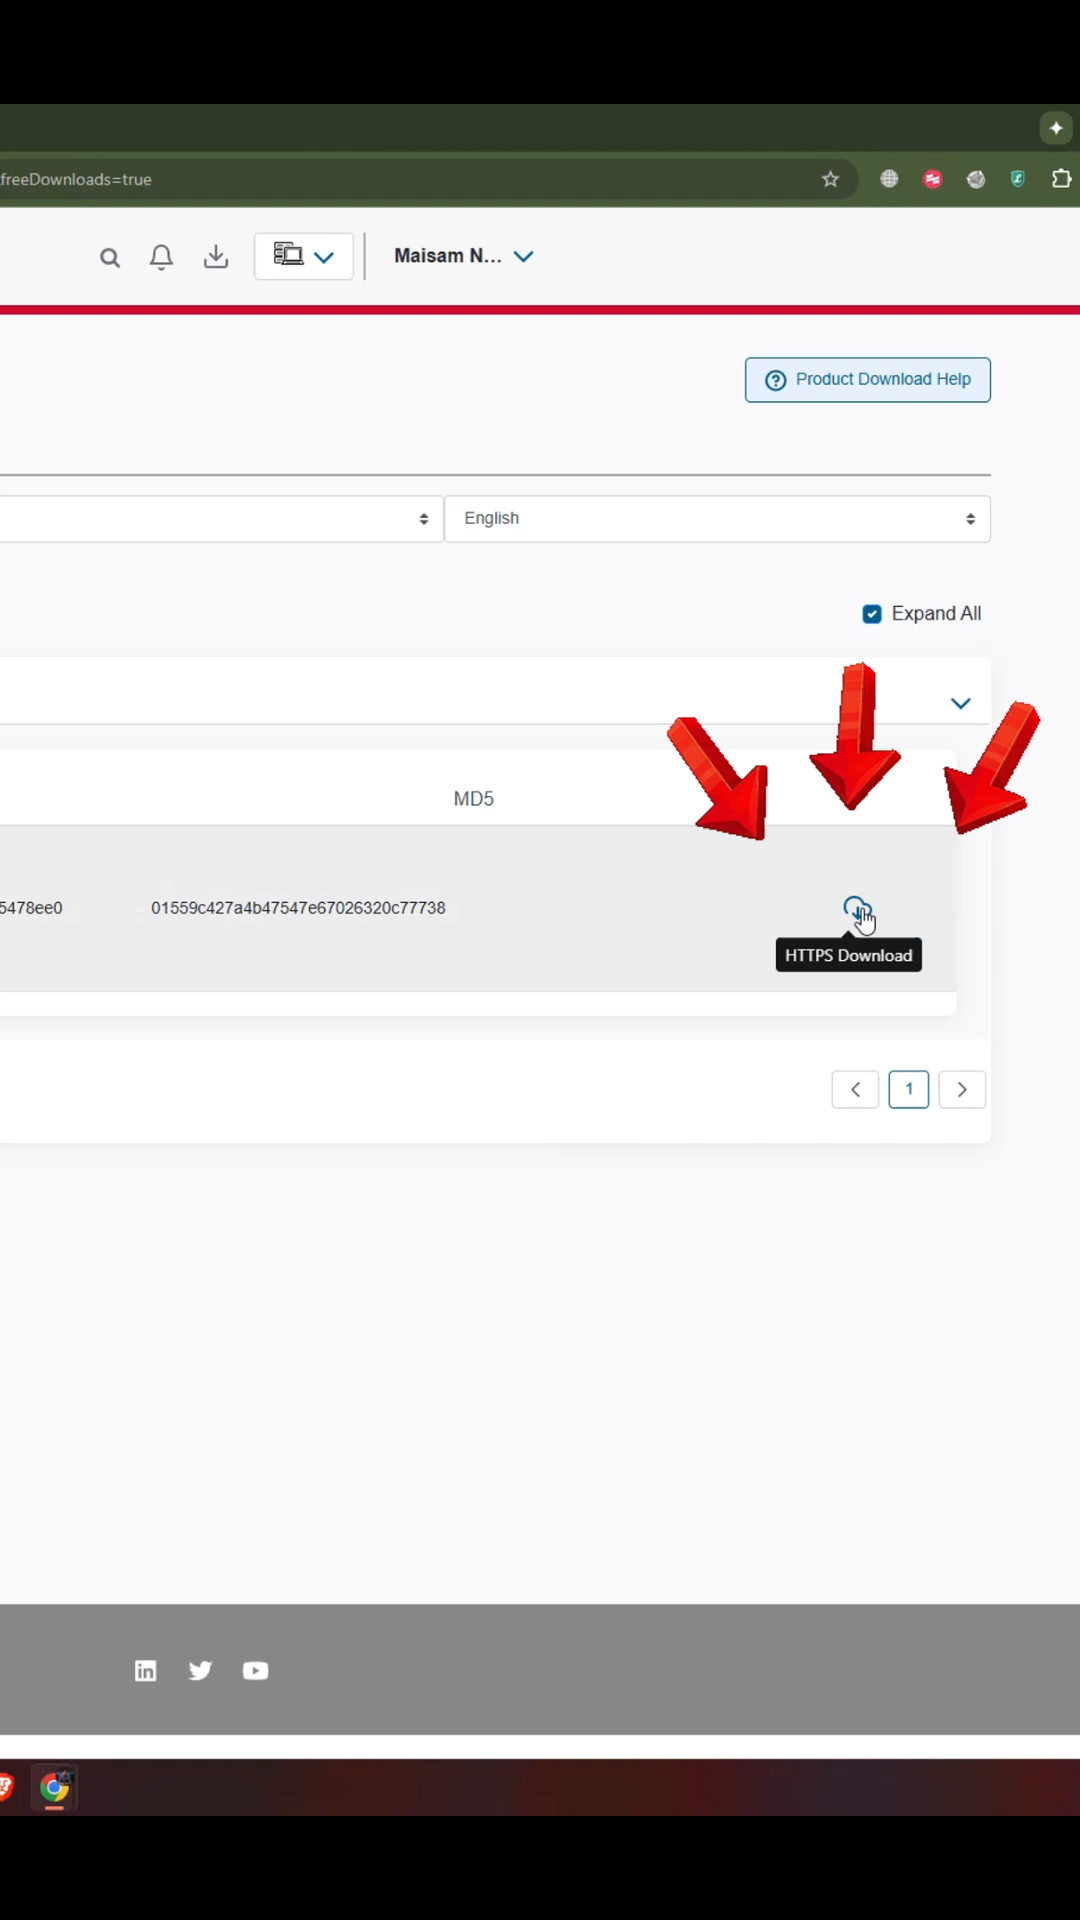 freeDownloads=true
Maisam N...
Product Download Help
English
Expand All
MD5
5478ee0
01559c427a4b47547e67026320c77738
HTTPS Download
1